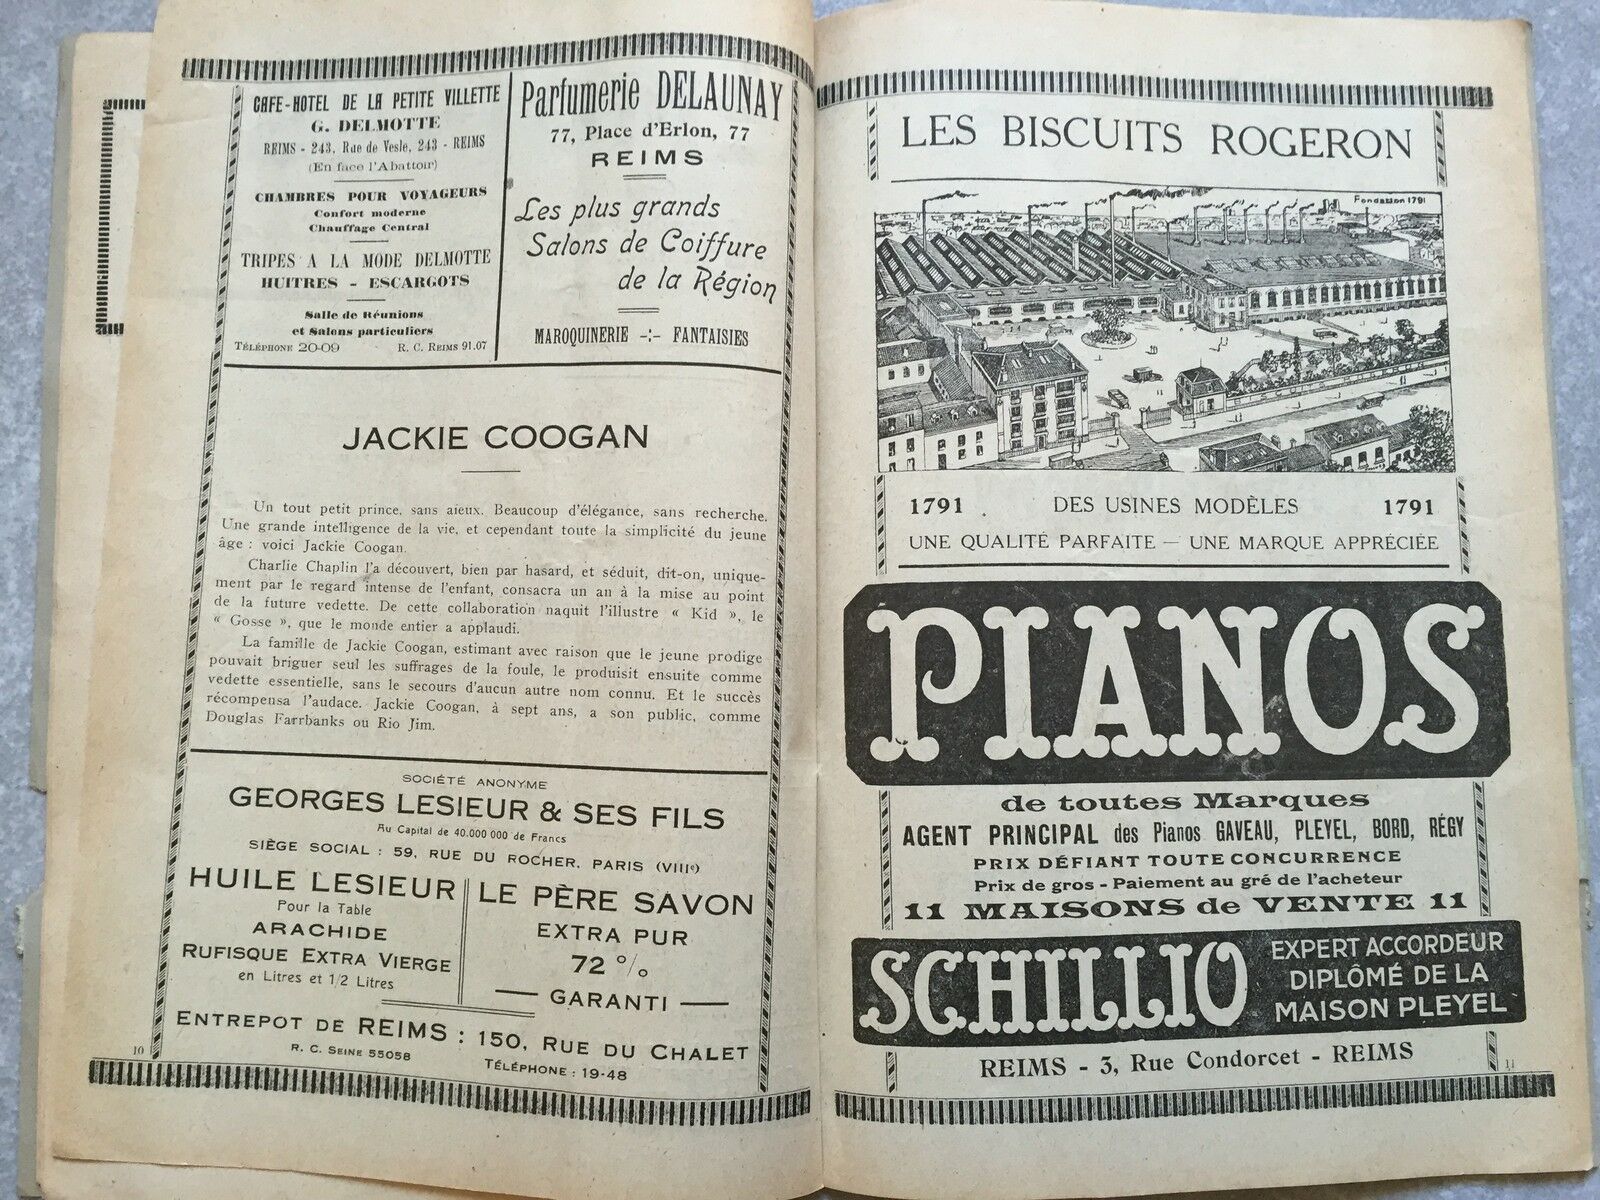 CAFE-HOTEL DE LA PETITE VILLETTE
G. DELMOTTE
REIMS - 243, Rue de Vesle, 243 - REIMS
(En face l'Abattoir)
CHAMBRES POUR VOYAGEURS
Confort moderne
Chauffage Central
TRIPES A LA MODE DELMOTTE
HUITRES - ESCARGOTS
Salle de Réunions
et Salons particuliers
TÉLÉPHONE 20-09 R. C. REIMS 91.07
Parfumerie DELAUNAY
77, Place d'Erlon, 77
REIMS
Les plus grands
Salons de Coiffure
de la Région
MAROQUINERIE -:- FANTAISIES
JACKIE COOGAN
Un tout petit prince, sans aieux. Beaucoup d'élégance, sans recherche.
Une grande intelligence de la vie, et cependant toute la simplicité du jeune
âge : voici Jackie Coogan.
Charlie Chaplin l'a découvert, bien par hasard, et séduit, dit-on, unique-
ment par le regard intense de l'enfant, consacra un an à la mise au point
de la future vedette. De cette collaboration naquit l'illustre « Kid », le
« Gosse », que le monde entier a applaudi.
La famille de Jackie Coogan, estimant avec raison que le jeune prodige
pouvait briguer seul les suffrages de la foule, le produisit ensuite comme
vedette essentielle, sans le secours d'aucun autre nom connu. Et le succès
récompensa l'audace. Jackie Coogan, à sept ans, a son public, comme
Douglas Farrbanks ou Rio Jim.
SOCIÉTÉ ANONYME
GEORGES LESIEUR & SES FILS
Au Capital de 40.000 000 de Francs
SIÈGE SOCIAL : 59, RUE DU ROCHER, PARIS (VIIIe)
HUILE LESIEUR
Pour la Table
ARACHIDE
RUFISQUE EXTRA VIERGE
en Litres et 1/2 Litres
LE PÈRE SAVON
EXTRA PUR
72 %
— GARANTI —
ENTREPOT DE REIMS : 150, RUE DU CHALET
R. C. SEINE 55058
TÉLÉPHONE : 19-48
10
LES BISCUITS ROGERON
Fondation 1791
1791 DES USINES MODÈLES 1791
UNE QUALITÉ PARFAITE — UNE MARQUE APPRÉCIÉE
PIANOS
de toutes Marques
AGENT PRINCIPAL des Pianos GAVEAU, PLEYEL, BORD, RÉGY
PRIX DÉFIANT TOUTE CONCURRENCE
Prix de gros - Paiement au gré de l'acheteur
11 MAISONS de VENTE 11
SCHILLIO
EXPERT ACCORDEUR
DIPLÔMÉ DE LA
MAISON PLEYEL
REIMS - 3, Rue Condorcet - REIMS
11